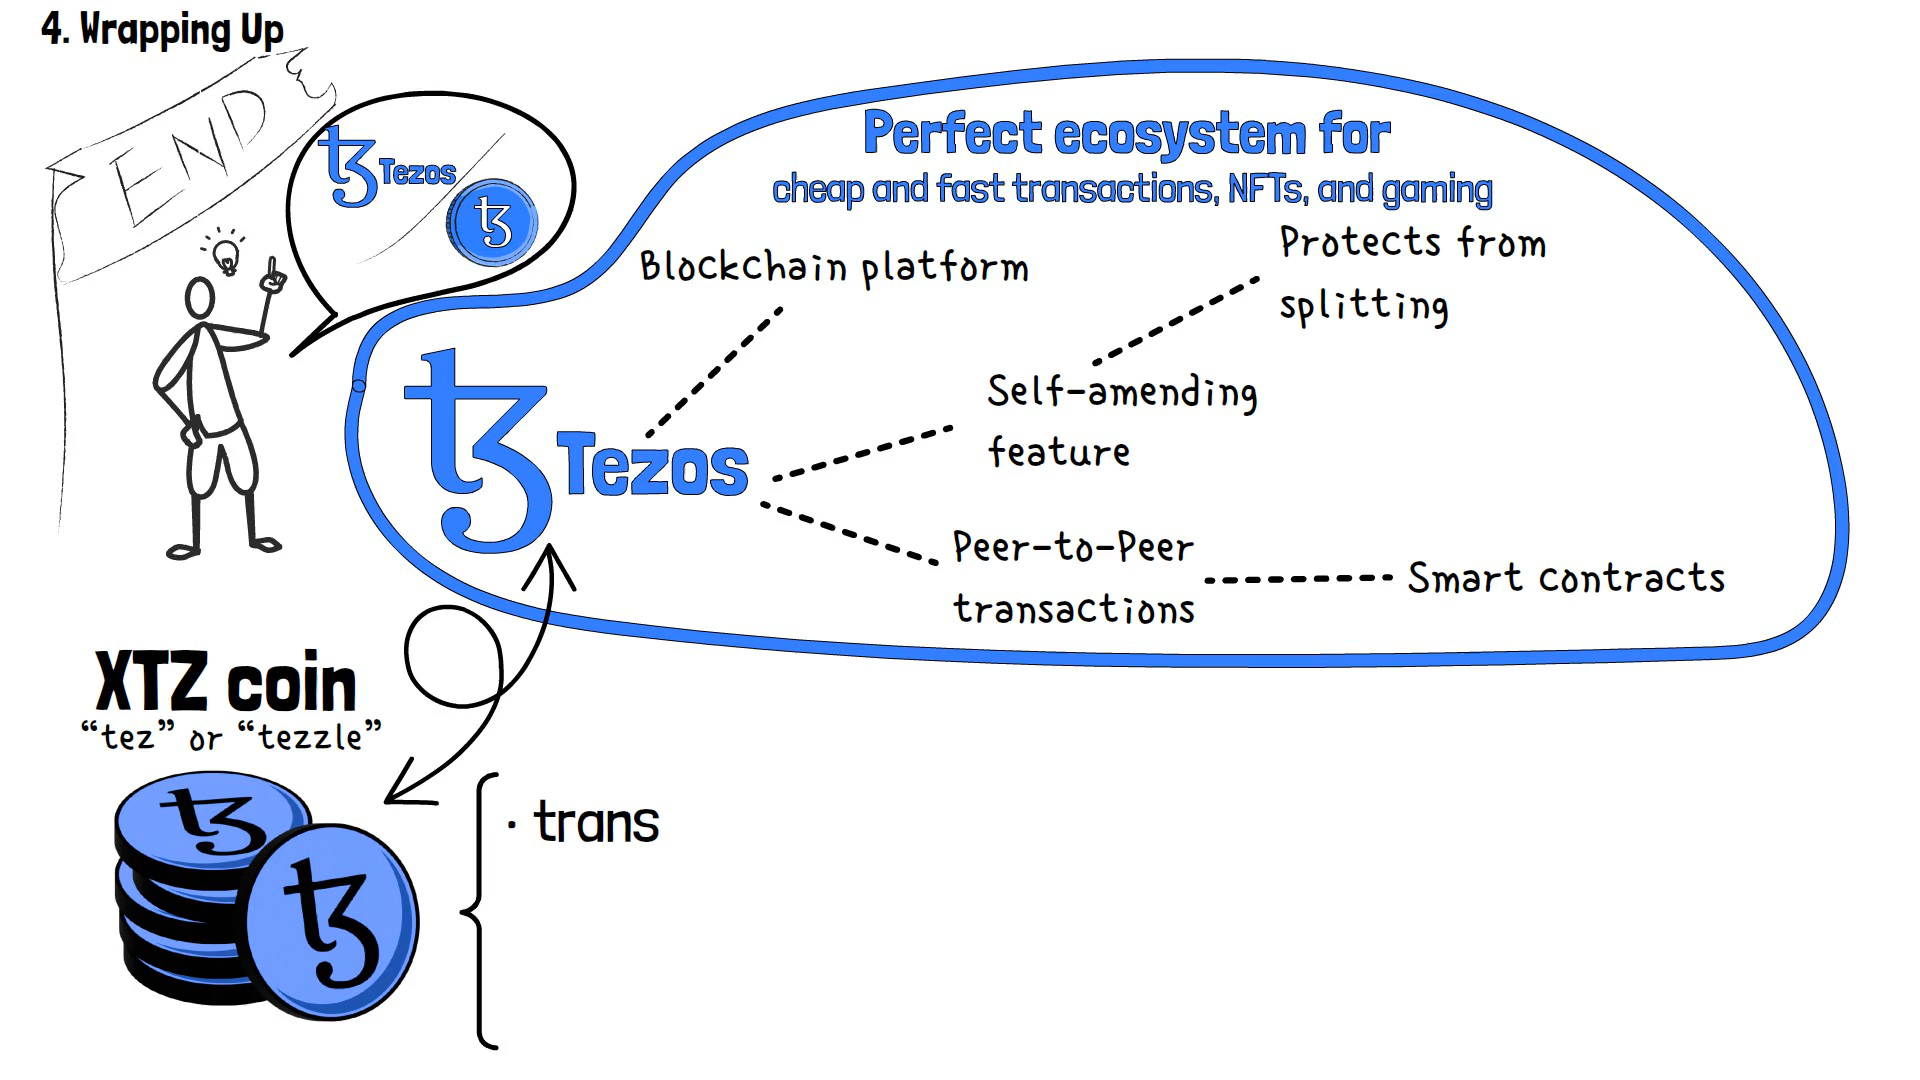 4. Wrapping Up
END
Tezos
Perfect ecosystem for
cheap and fast transactions, NFTs, and gaming
Blockchain platform
Protects from
splitting
Self-amending
feature
Tezos
Peer-to-Peer
transactions
Smart contracts
XTZ coin
“tez” or “tezzle”
· trans